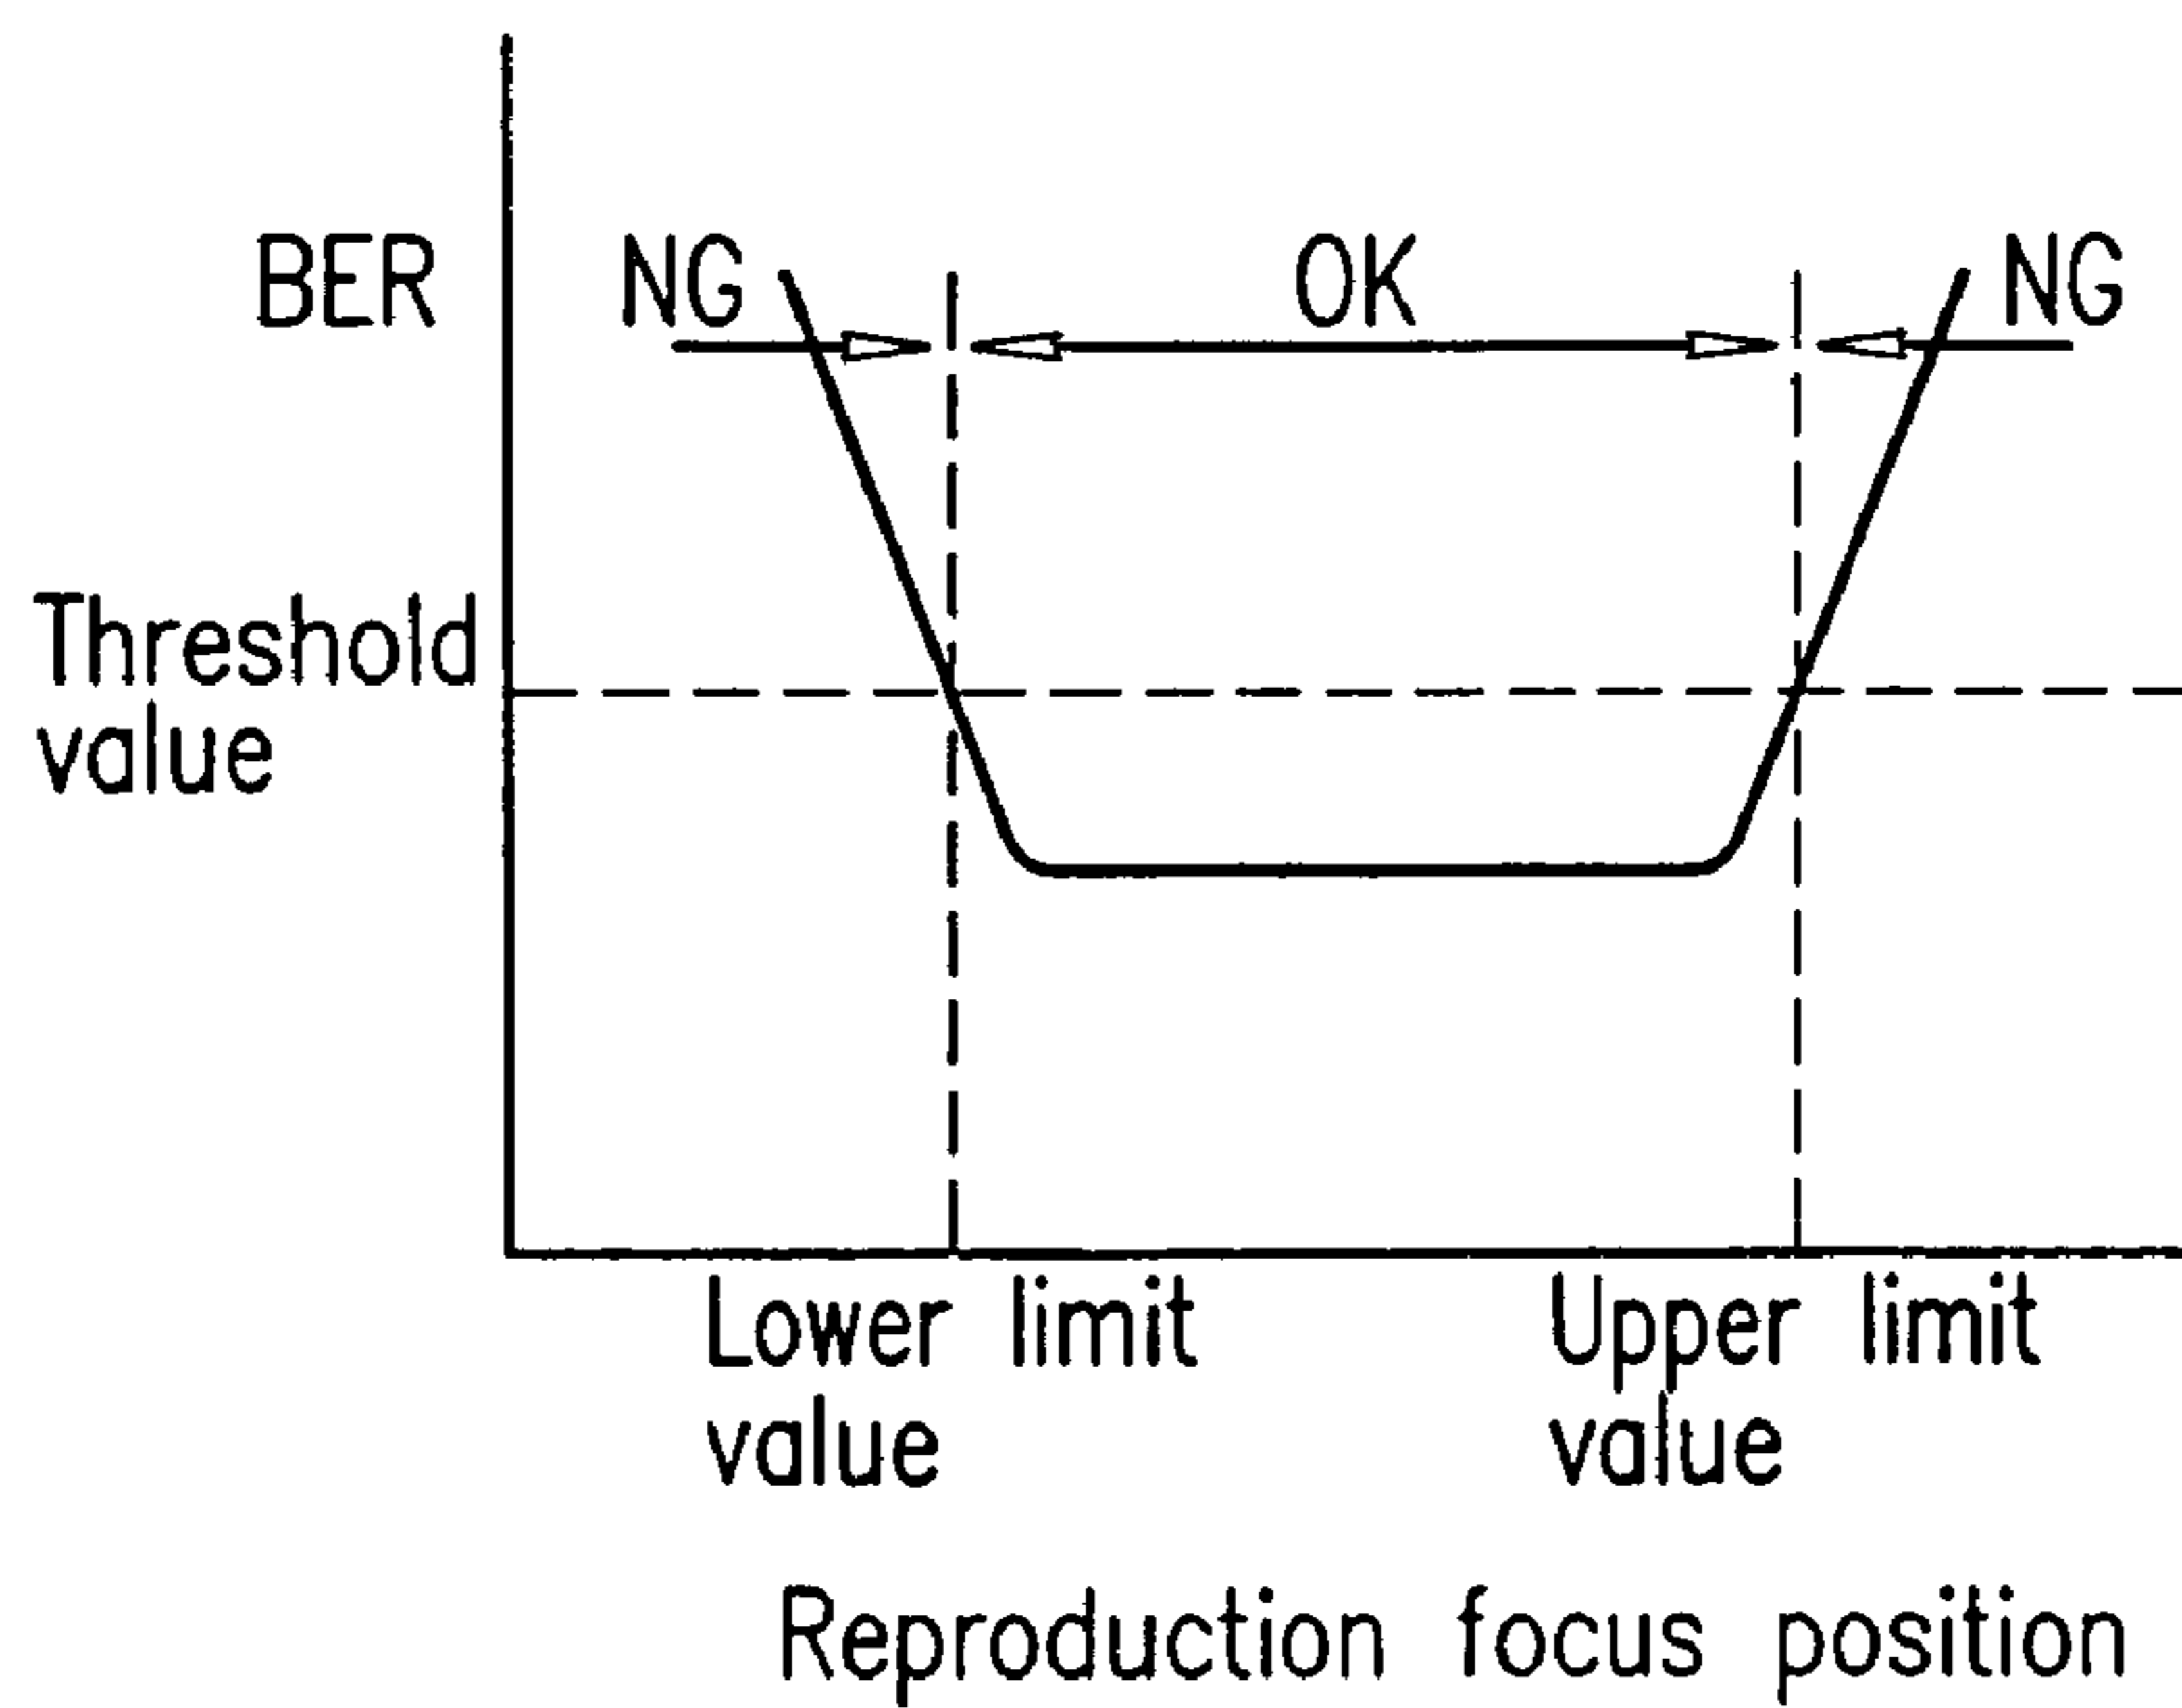 BER
NG
OK
NG
Threshold
value
Lower limit
value
Upper limit
value
Reproduction focus position